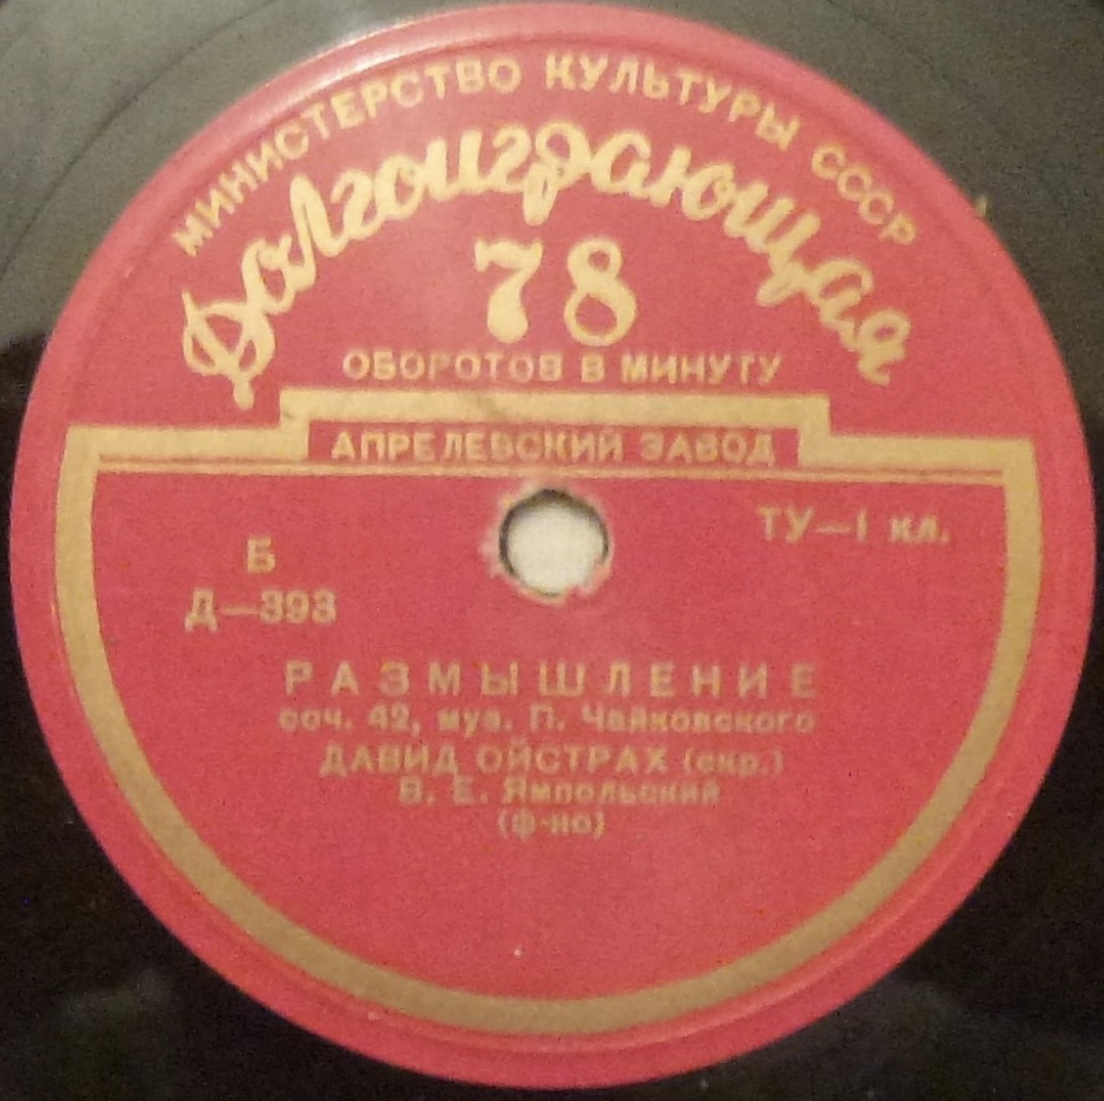 МИНИСТЕРСТВО КУЛЬТУРЫ СССР
Долгоиграющая
78
ОБОРОТОВ В МИНУТУ
АПРЕЛЕВСКИЙ ЗАВОД
ТУ—I кл.
Б
Д—393
РАЗМЫШЛЕНИЕ
соч. 42, муз. П. Чайковского
ДАВИД ОЙСТРАХ (скр.)
В. Е. Ямпольский
(ф-но)